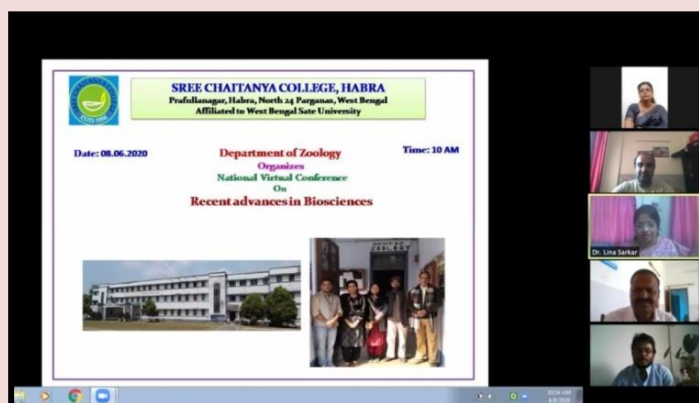 SREE CHAITANYA COLLEGE, HABRA
Prafullanagar, Habra, North 24 Parganas, West Bengal
Affiliated to West Bengal Sate University
Date: 08.06.2020
Time: 10 AM
Department of Zoology
Organizes
National Virtual Conference
On
Recent advances in Biosciences
ZOOLOGY
Dr. Lina Sarkar